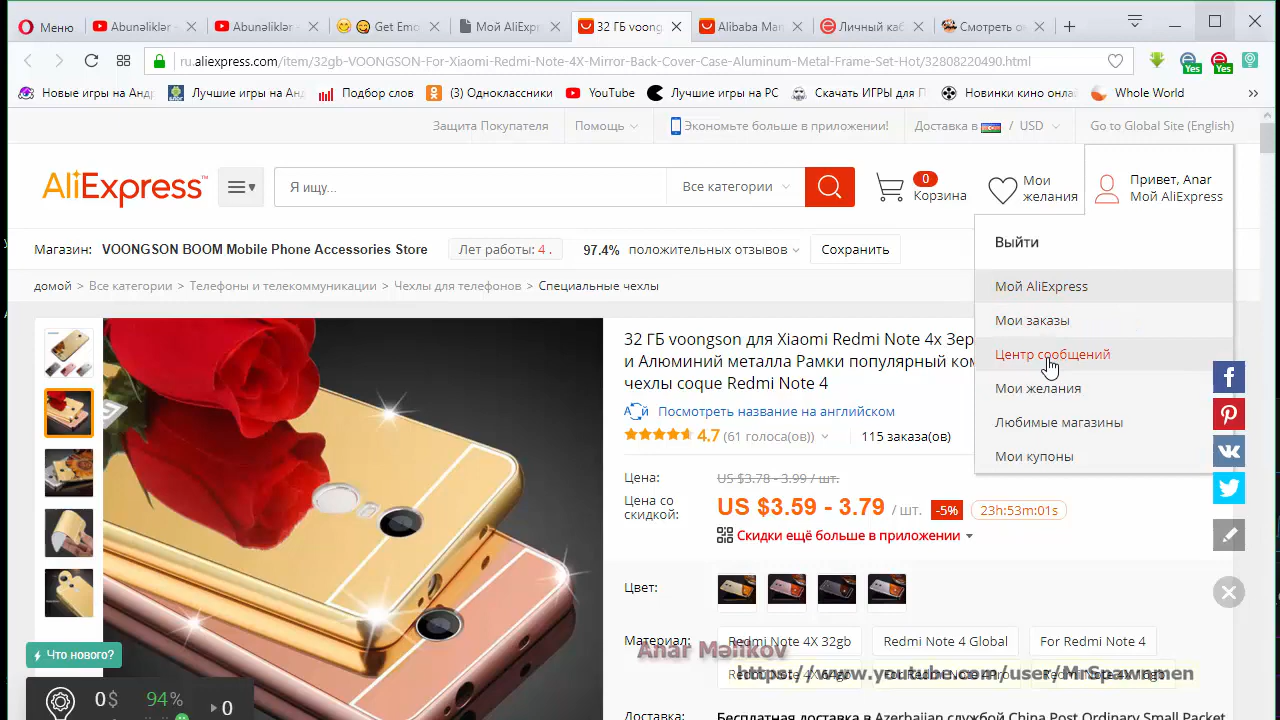 Меню
Abunəliklər -
Abunəliklər -
Get Emo
Мой AliExpr
32 ГБ voong
Alibaba Man
Личный каб
Смотреть он
ru.aliexpress.com/item/32gb-VOONGSON-For-Xiaomi-Redmi-Note-4X-Mirror-Back-Cover-Case-Aluminum-Metal-Frame-Set-Hot/32803220490.html
Yes
Yes
Новые игры на Анд
Лучшие игры на Ан
Подбор слов
(3) Одноклассники
YouTube
Лучшие игры на PC
Скачать ИГРЫ для П
Новинки кино онла
Whole World
Защита Покупателя
Помощь
Экономьте больше в приложении!
Доставка в / USD
Go to Global Site (English)
AliExpress™
Я ищу...
Все категории
0
Корзина
Мои
желания
Привет, Anar
Мой AliExpress
Магазин: VOONGSON BOOM Mobile Phone Accessories Store
Лет работы: 4 .
97.4% положительных отзывов
Сохранить
Выйти
Мой AliExpress
Мои заказы
Центр сообщений
Мои желания
Любимые магазины
Мои купоны
домой > Все категории > Телефоны и телекоммуникации > Чехлы для телефонов > Специальные чехлы
32 ГБ voongson для Xiaomi Redmi Note 4x Зер
и Алюминий металла Рамки популярный ком
чехлы coque Redmi Note 4
Посмотреть название на английском
4.7 (61 голоса(ов))
115 заказа(ов)
Цена:
US $3.78 - 3.99 / шт.
Цена со
скидкой:
US $3.59 - 3.79 / шт.
-5%
23h:53m:01s
Скидки ещё больше в приложении
Цвет:
Материал:
Redmi Note 4X 32gb
Redmi Note 4 Global
For Redmi Note 4
Anar Məlikov
https://www.youtube.com/user/MrSpawnmen
Что нового?
0$
94%
0
Доставка:
Бесплатная доставка в Azerbaijan службой China Post Ordinary Small Packet